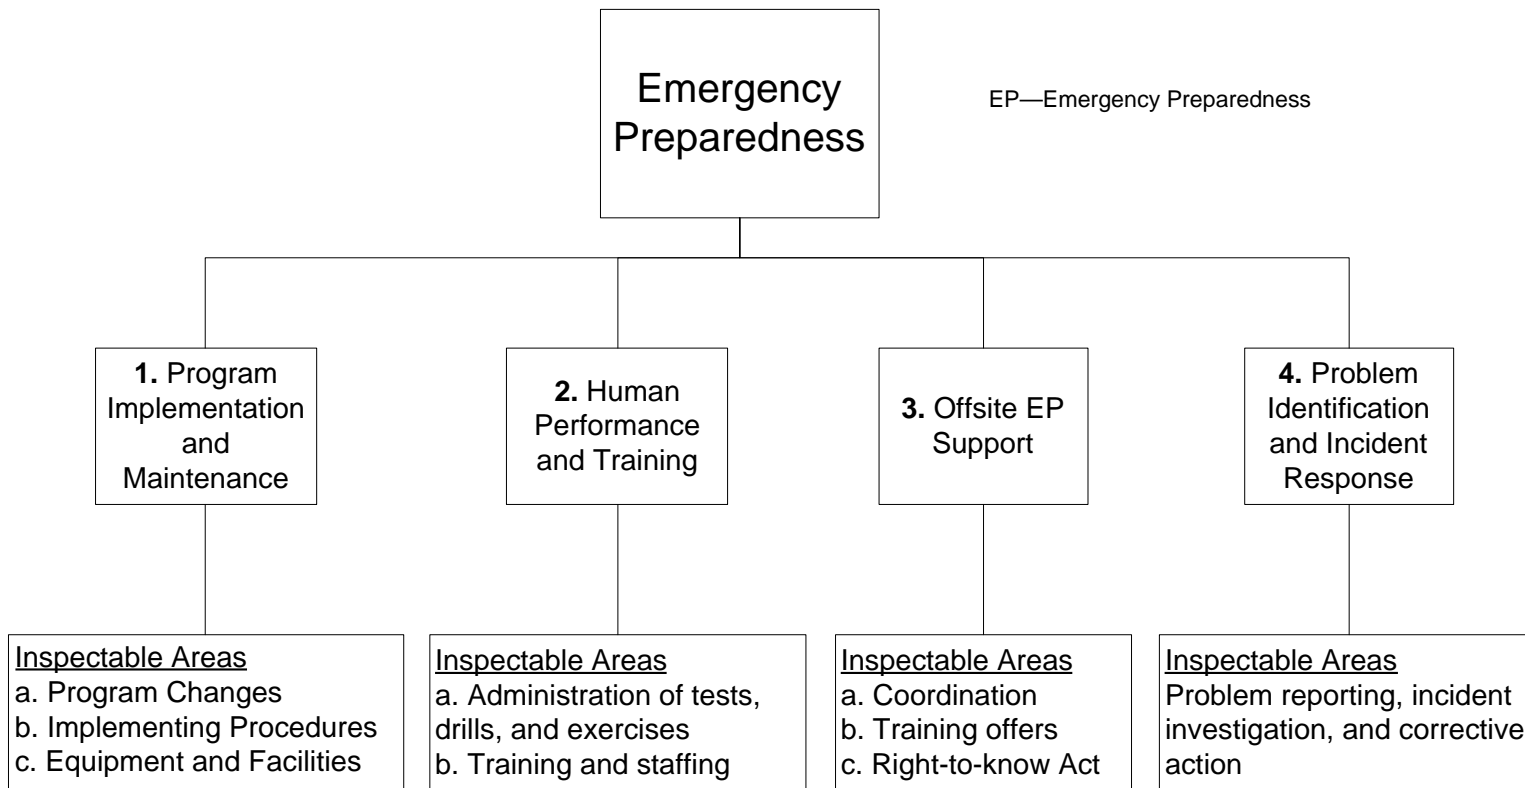 Emergency
Preparedness
EP—Emergency Preparedness
1. Program
Implementation
and
Maintenance
2. Human
Performance
and Training
3. Offsite EP
Support
4. Problem
Identification
and Incident
Response
Inspectable Areas
a. Program Changes
b. Implementing Procedures
c. Equipment and Facilities
Inspectable Areas
a. Administration of tests,
drills, and exercises
b. Training and staffing
Inspectable Areas
a. Coordination
b. Training offers
c. Right-to-know Act
Inspectable Areas
Problem reporting, incident
investigation, and corrective
action